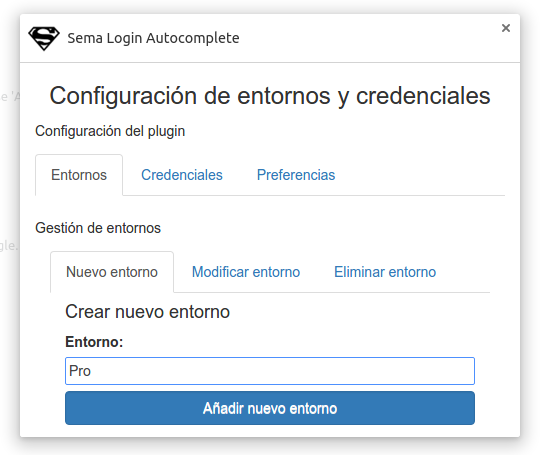 Sema Login Autocomplete
×
Configuración de entornos y credenciales
Configuración del plugin
Entornos Credenciales Preferencias
Gestión de entornos
Nuevo entorno Modificar entorno Eliminar entorno
Crear nuevo entorno
Entorno:
Pro
Añadir nuevo entorno